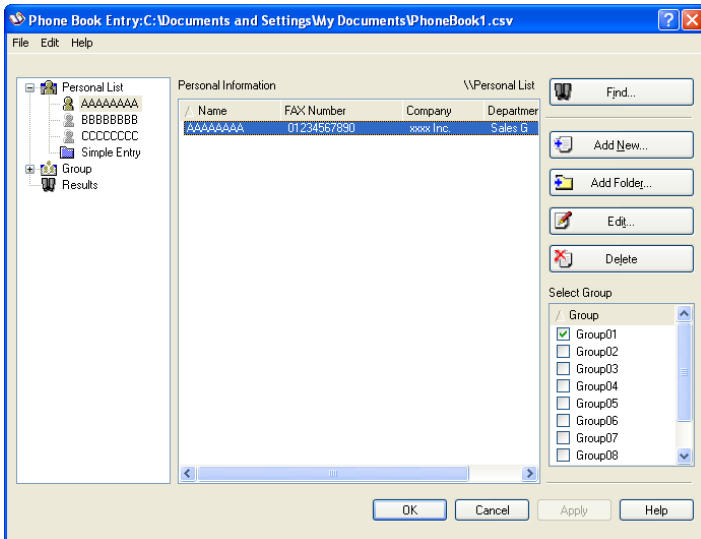 Phone Book Entry:C:\Documents and Settings\My Documents\PhoneBook1.csv
File Edit Help
Personal List
AAAAAAAA
BBBBBBBB
CCCCCCCC
Simple Entry
Group
Results
Personal Information \\Personal List
Name FAX Number Company Departmer
AAAAAAAA 01234567890 xxxx Inc. Sales G
Find...
Add New...
Add Folder...
Edit...
Delete
Select Group
Group
Group01
Group02
Group03
Group04
Group05
Group06
Group07
Group08
OK Cancel Apply Help